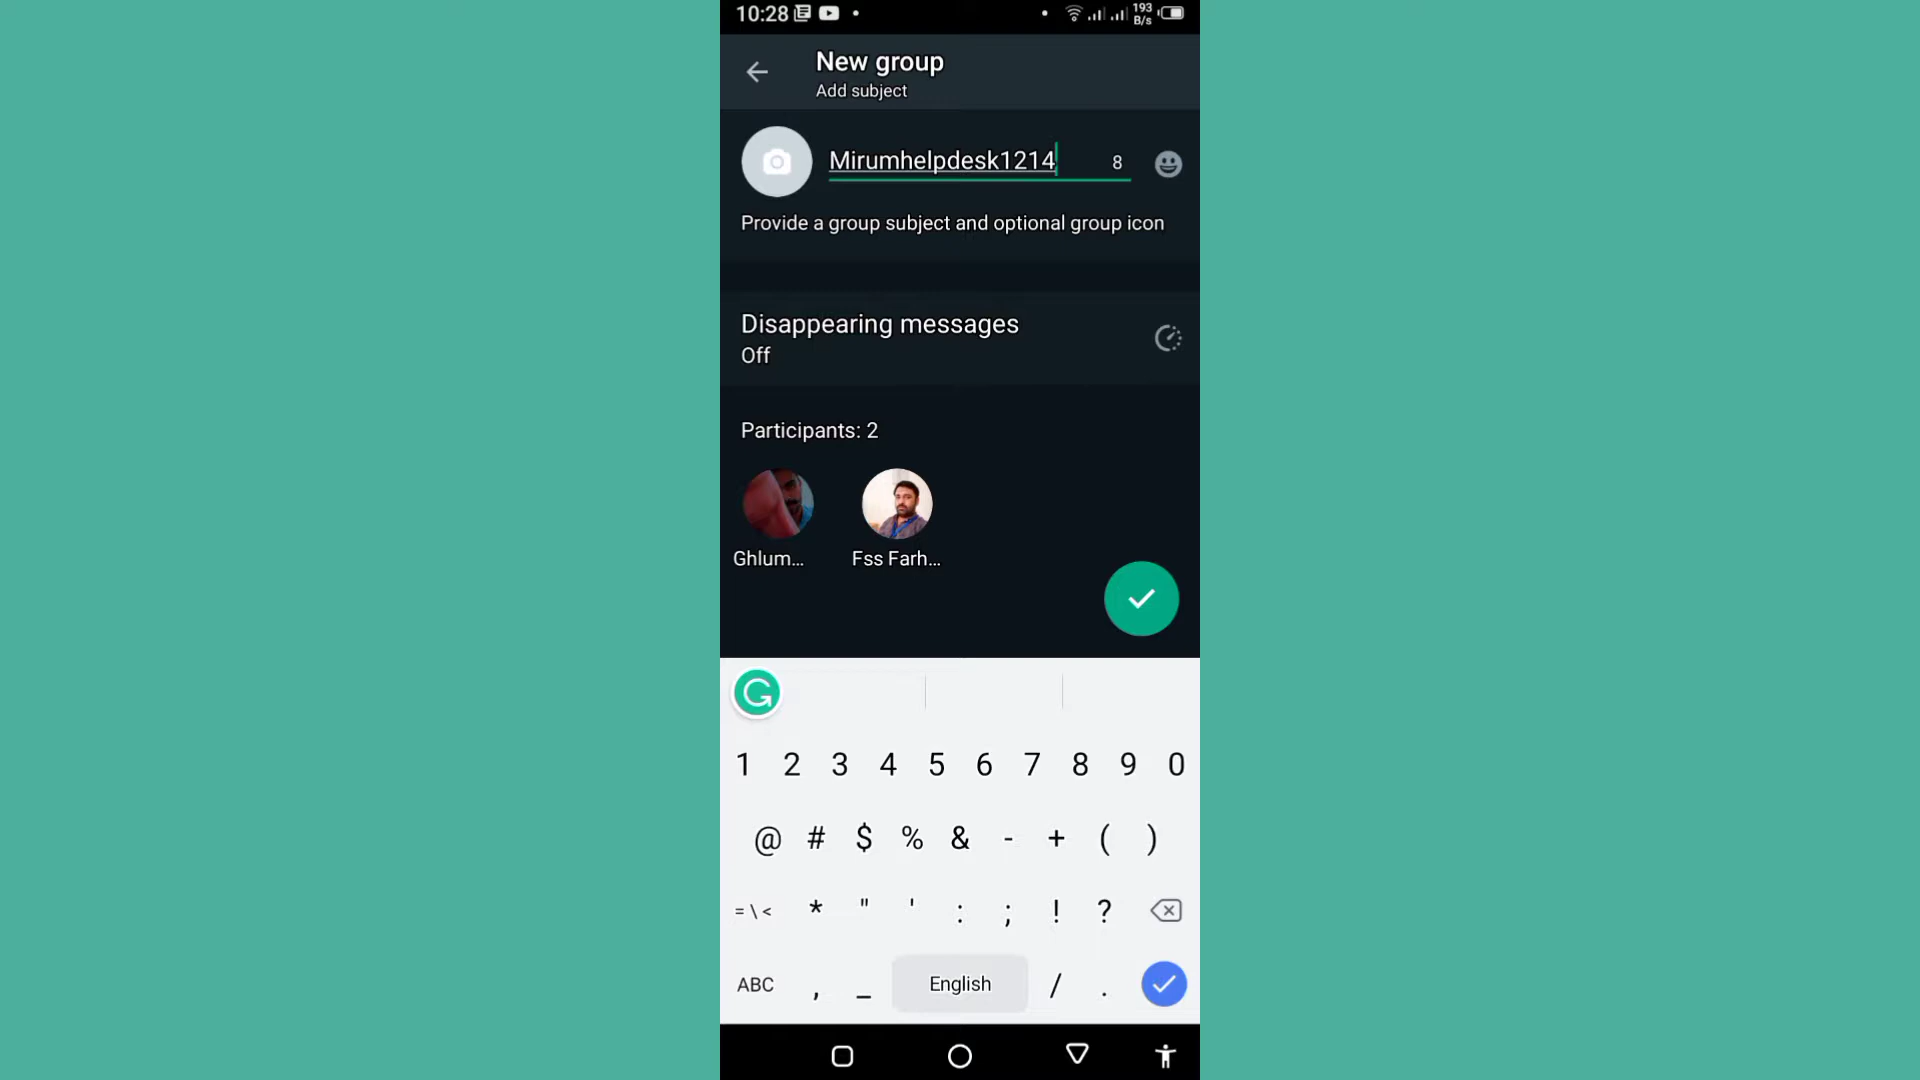 10:28
193
B/s
New group
Add subject
Mirumhelpdesk1214 8
Provide a group subject and optional group icon
Disappearing messages
Off
Participants: 2
Ghlum... Fss Farh...
1 2 3 4 5 6 7 8 9 0
@ # $ % & - + ( )
= \ < * " ' : ; ! ?
ABC , _ English / .